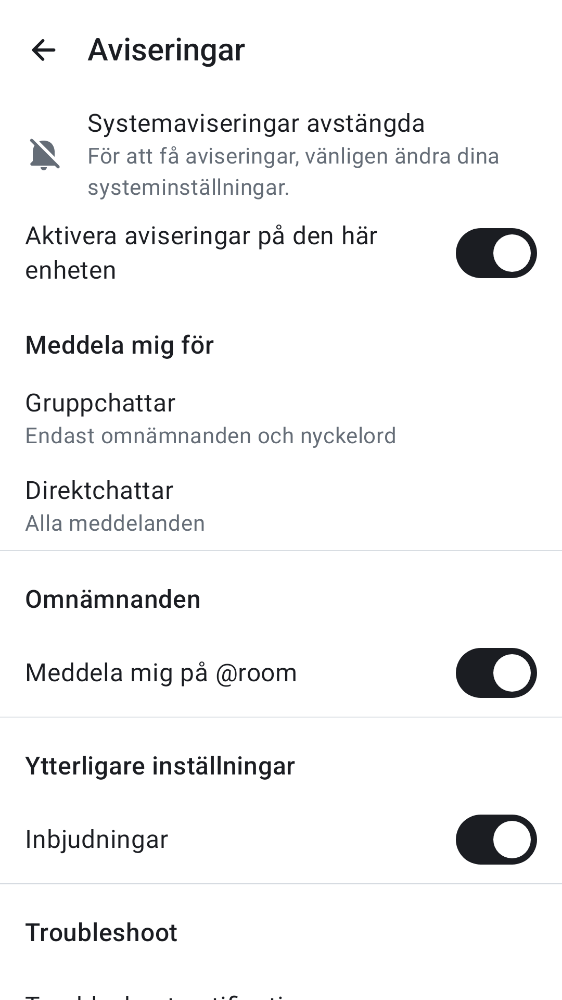 Aviseringar
Systemaviseringar avstängda
För att få aviseringar, vänligen ändra dina
systeminställningar.
Aktivera aviseringar på den här
enheten
Meddela mig för
Gruppchattar
Endast omnämnanden och nyckelord
Direktchattar
Alla meddelanden
Omnämnanden
Meddela mig på @room
Ytterligare inställningar
Inbjudningar
Troubleshoot